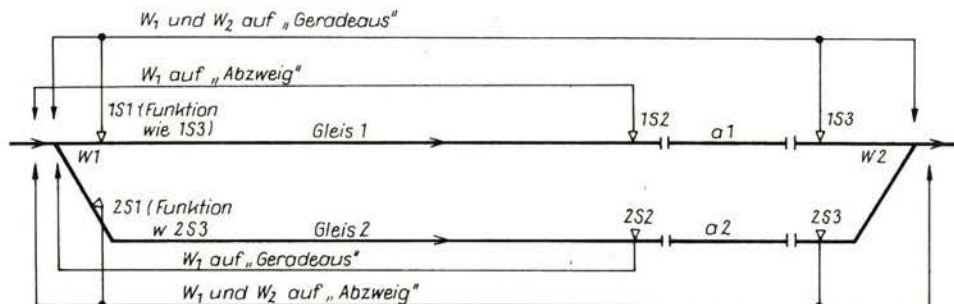 W1 und W2 auf „Geradeaus"
W1 auf „Abzweig"
1S1 (Funktion
wie 1S3)
Gleis 1
1S2
a1
1S3
W1
W2
2S1 (Funktion
w 2S3)
Gleis 2
2S2
a2
2S3
W1 auf „Geradeaus"
W1 und W2 auf „Abzweig"